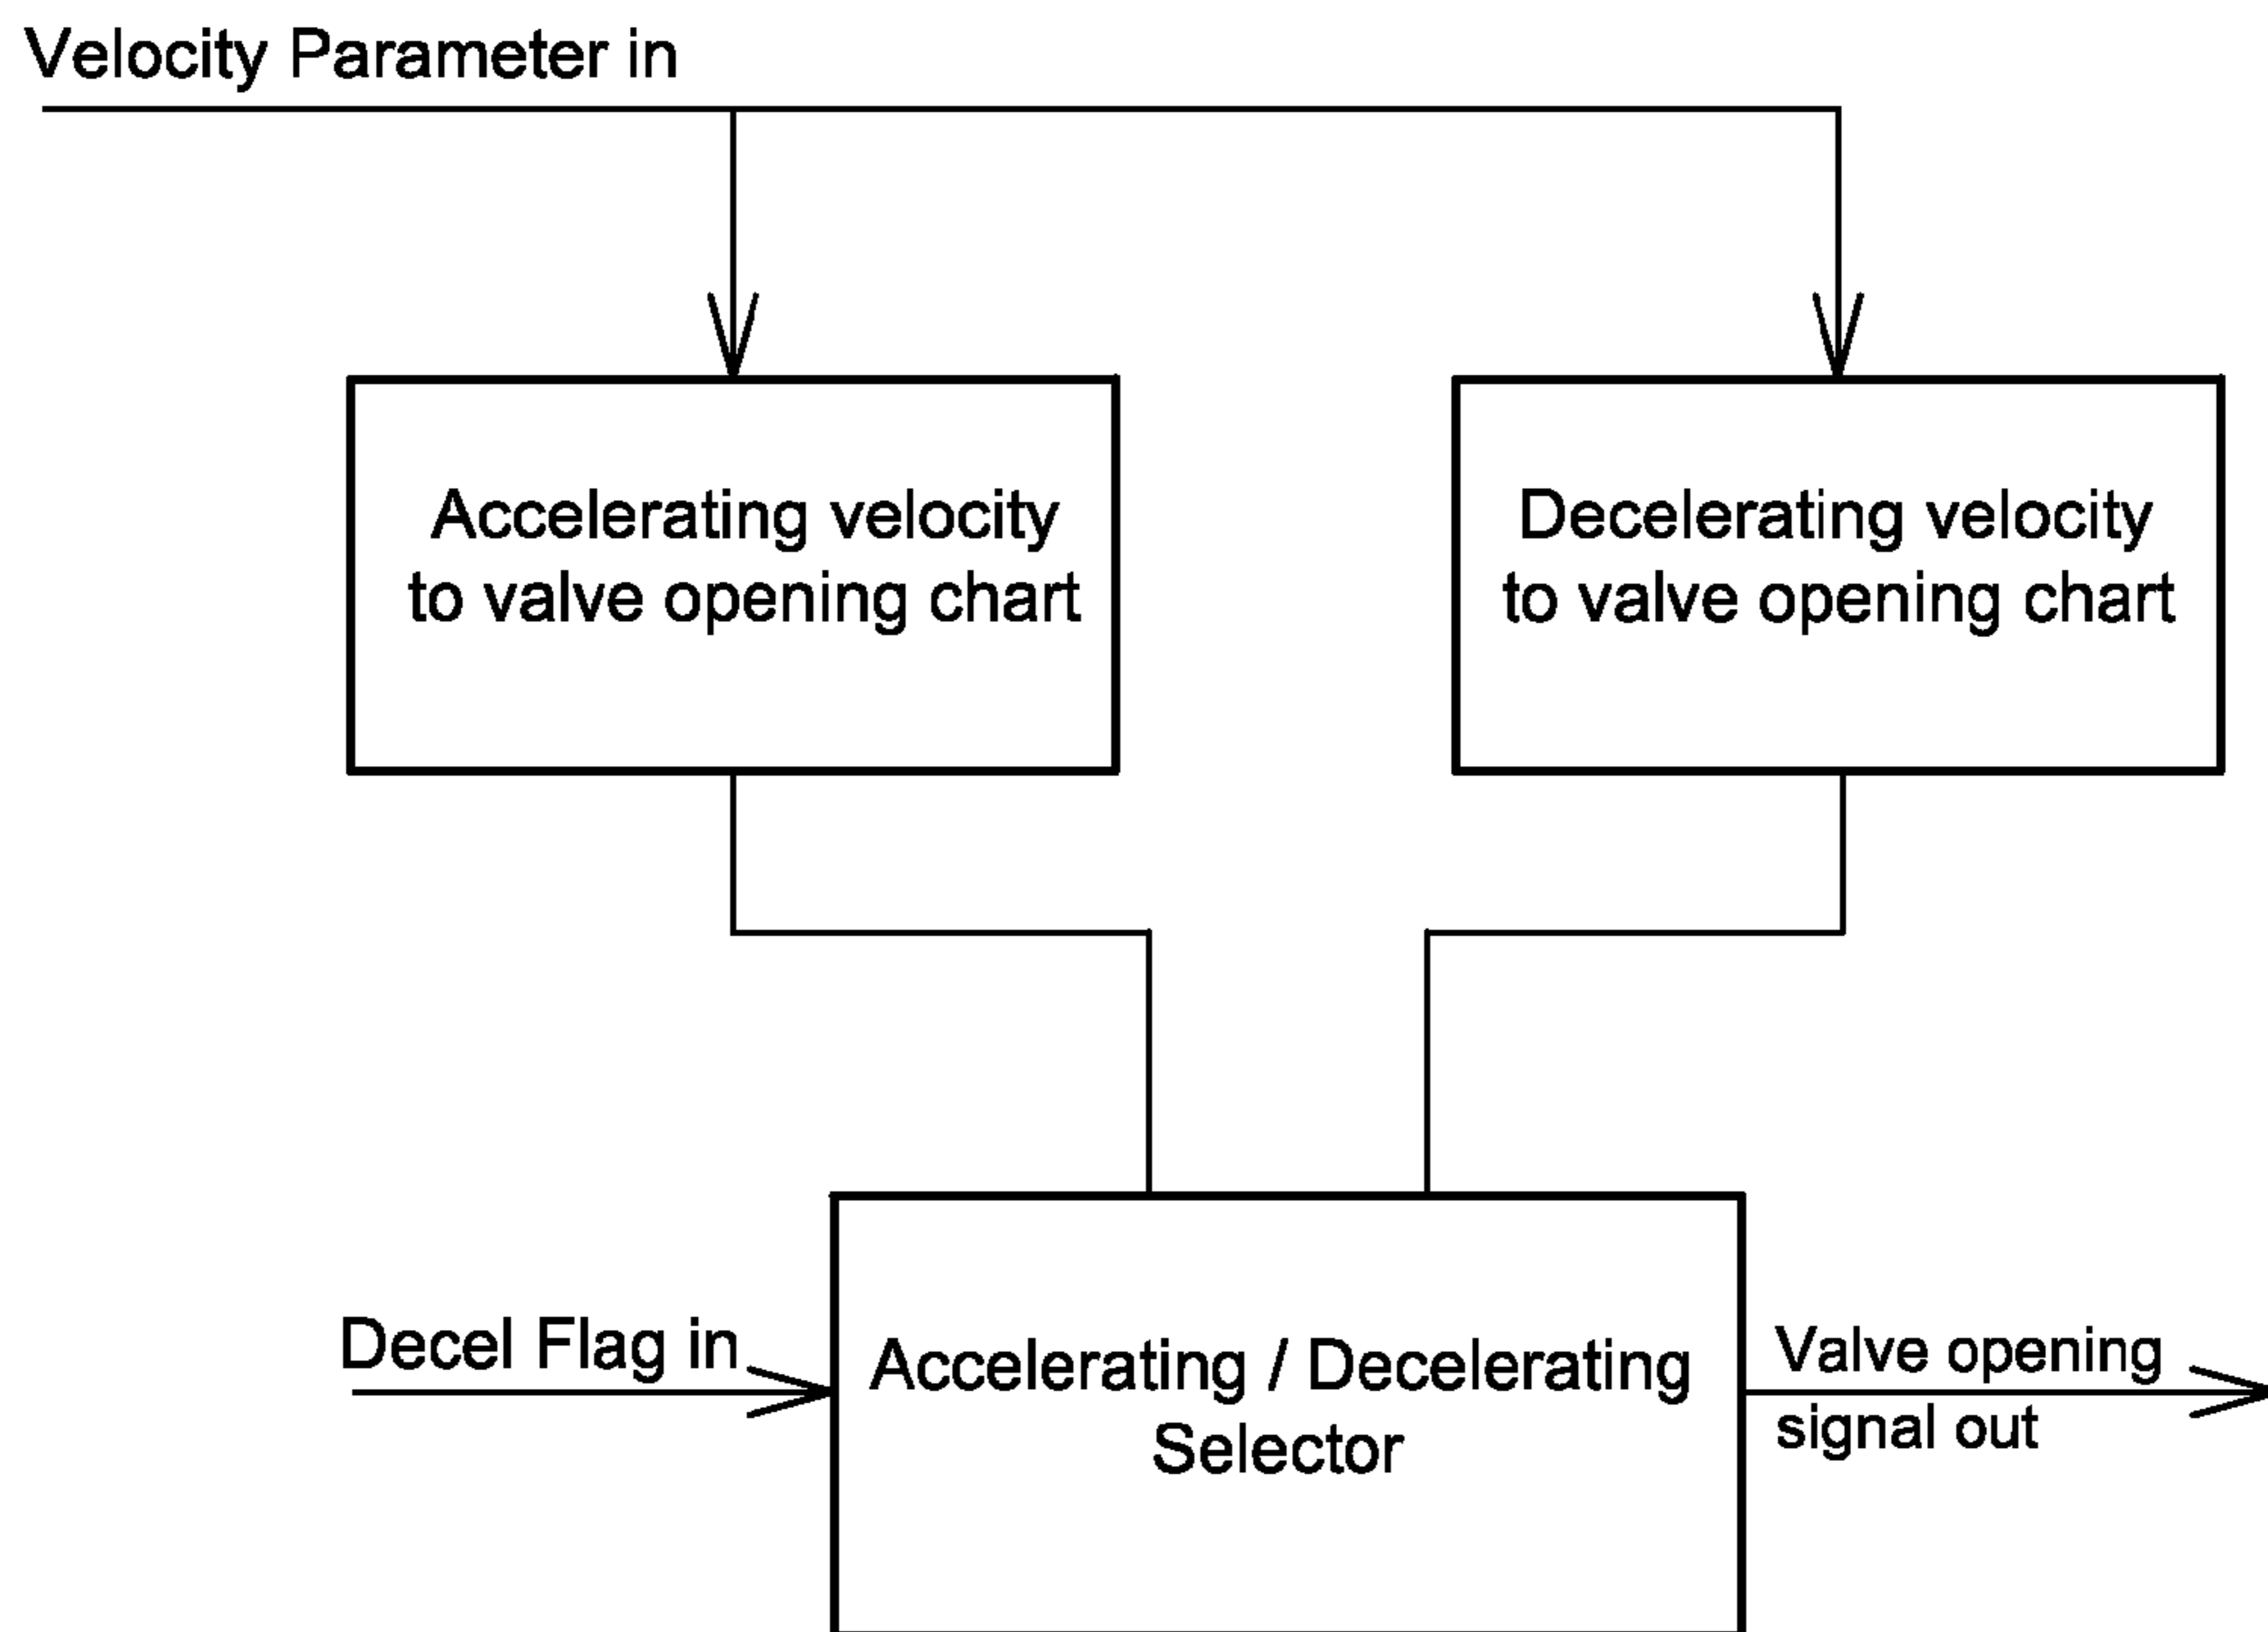 Velocity Parameter in
Accelerating velocity
to valve opening chart
Decelerating velocity
to valve opening chart
Decel Flag in
Accelerating / Decelerating
Selector
Valve opening
signal out